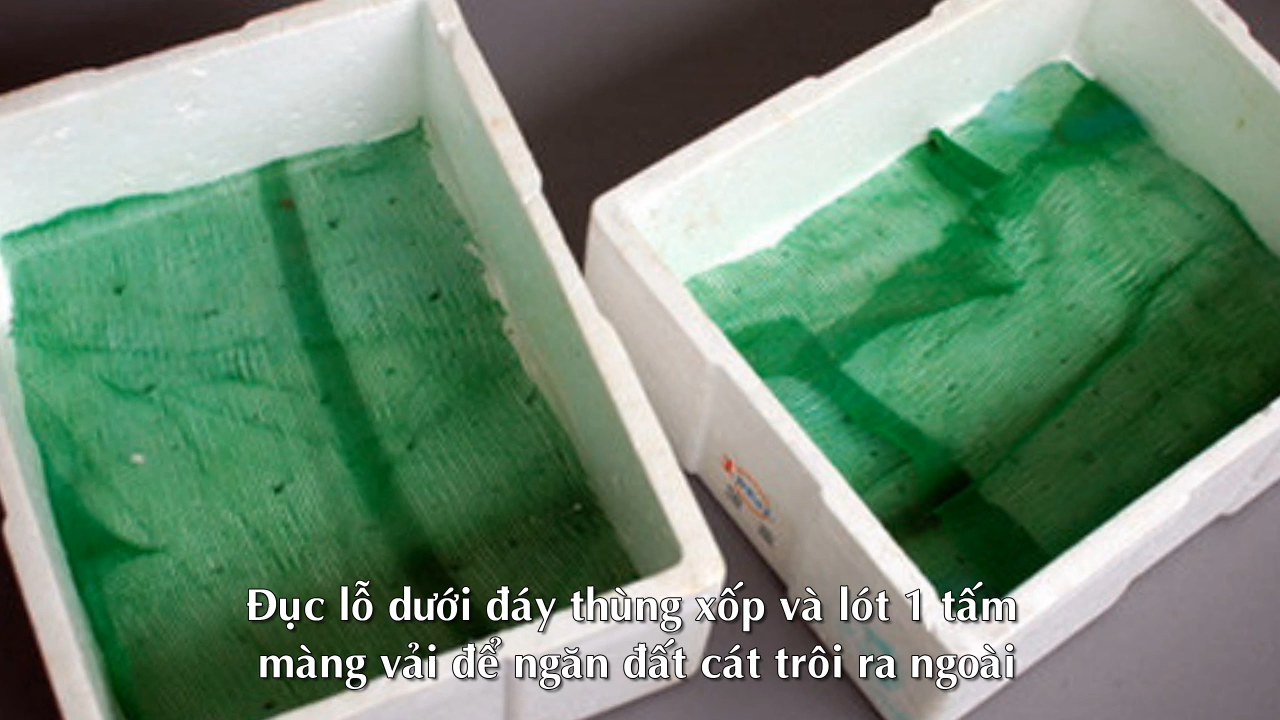 Đục lỗ dưới đáy thùng xốp và lót 1 tấm
màng vải để ngăn đất cát trôi ra ngoài